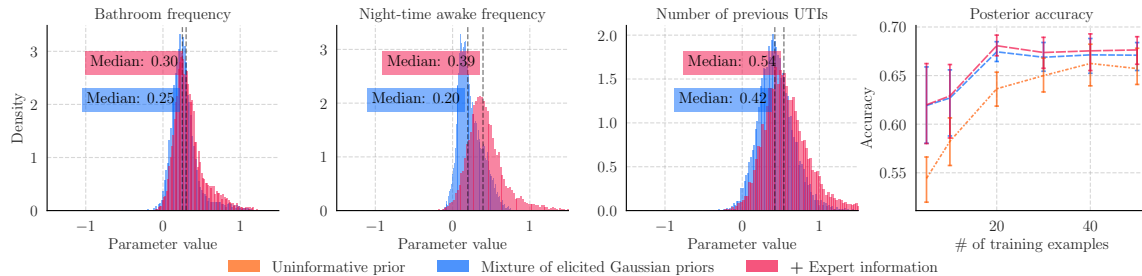 Bathroom frequency
Density
3
2
1
0
Median: 0.30
Median: 0.25
−1
0
1
Parameter value
Night-time awake frequency
4
3
2
1
0
Median: 0.39
Median: 0.20
−1
0
1
Parameter value
Number of previous UTIs
2.0
1.5
1.0
0.5
0.0
Median: 0.54
Median: 0.42
−1
0
1
Parameter value
Posterior accuracy
Accuracy
0.70
0.65
0.60
0.55
20
40
# of training examples
Uninformative prior
Mixture of elicited Gaussian priors
+ Expert information